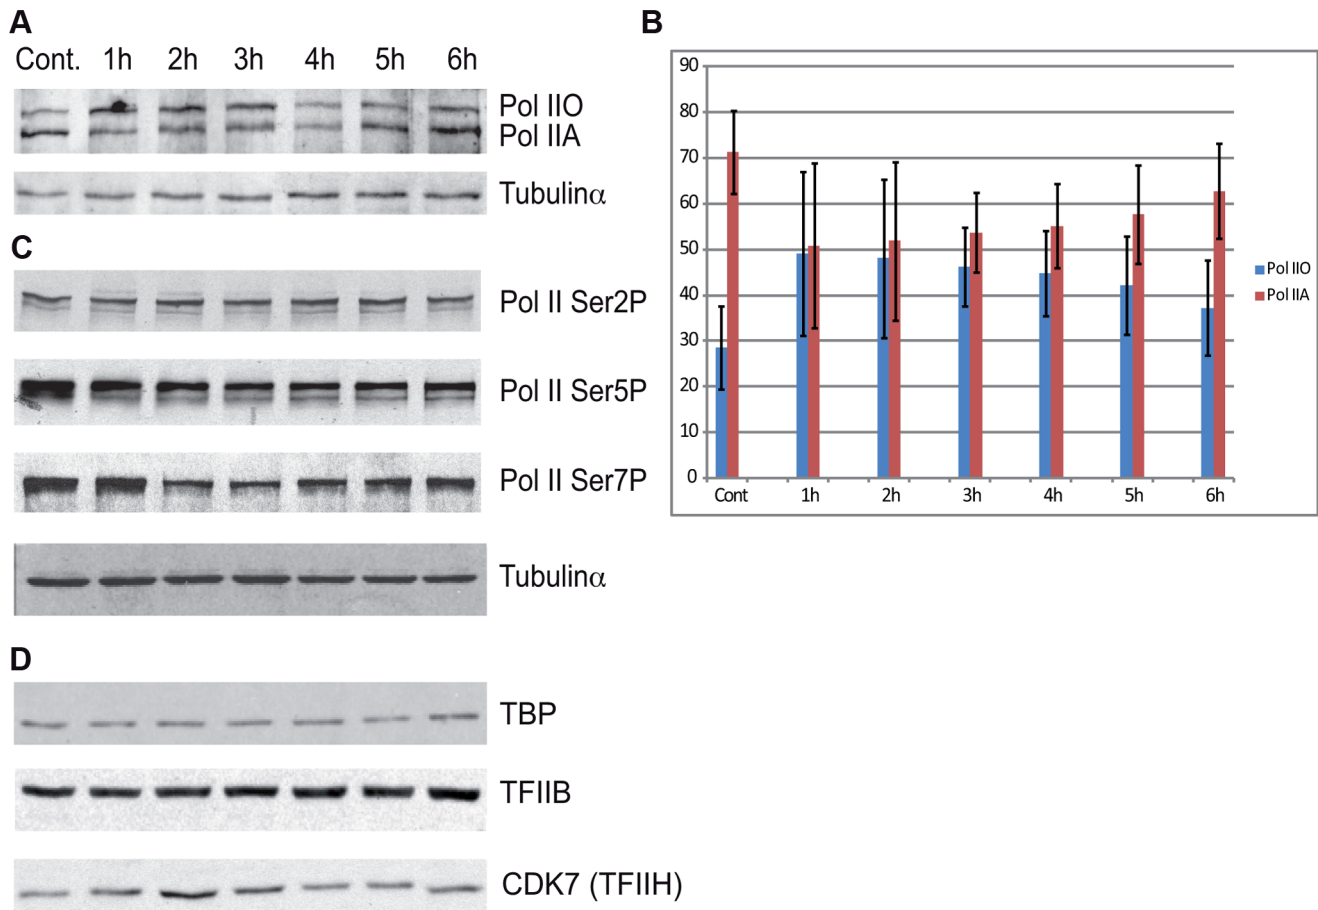 A
Cont. 1h 2h 3h 4h 5h 6h
Pol IIO
Pol IIA
Tubulinα
B
90
80
70
60
50
40
30
20
10
0
Cont 1h 2h 3h 4h 5h 6h
Pol IIO
Pol IIA
C
Pol II Ser2P
Pol II Ser5P
Pol II Ser7P
Tubulinα
D
TBP
TFIIB
CDK7 (TFIIH)